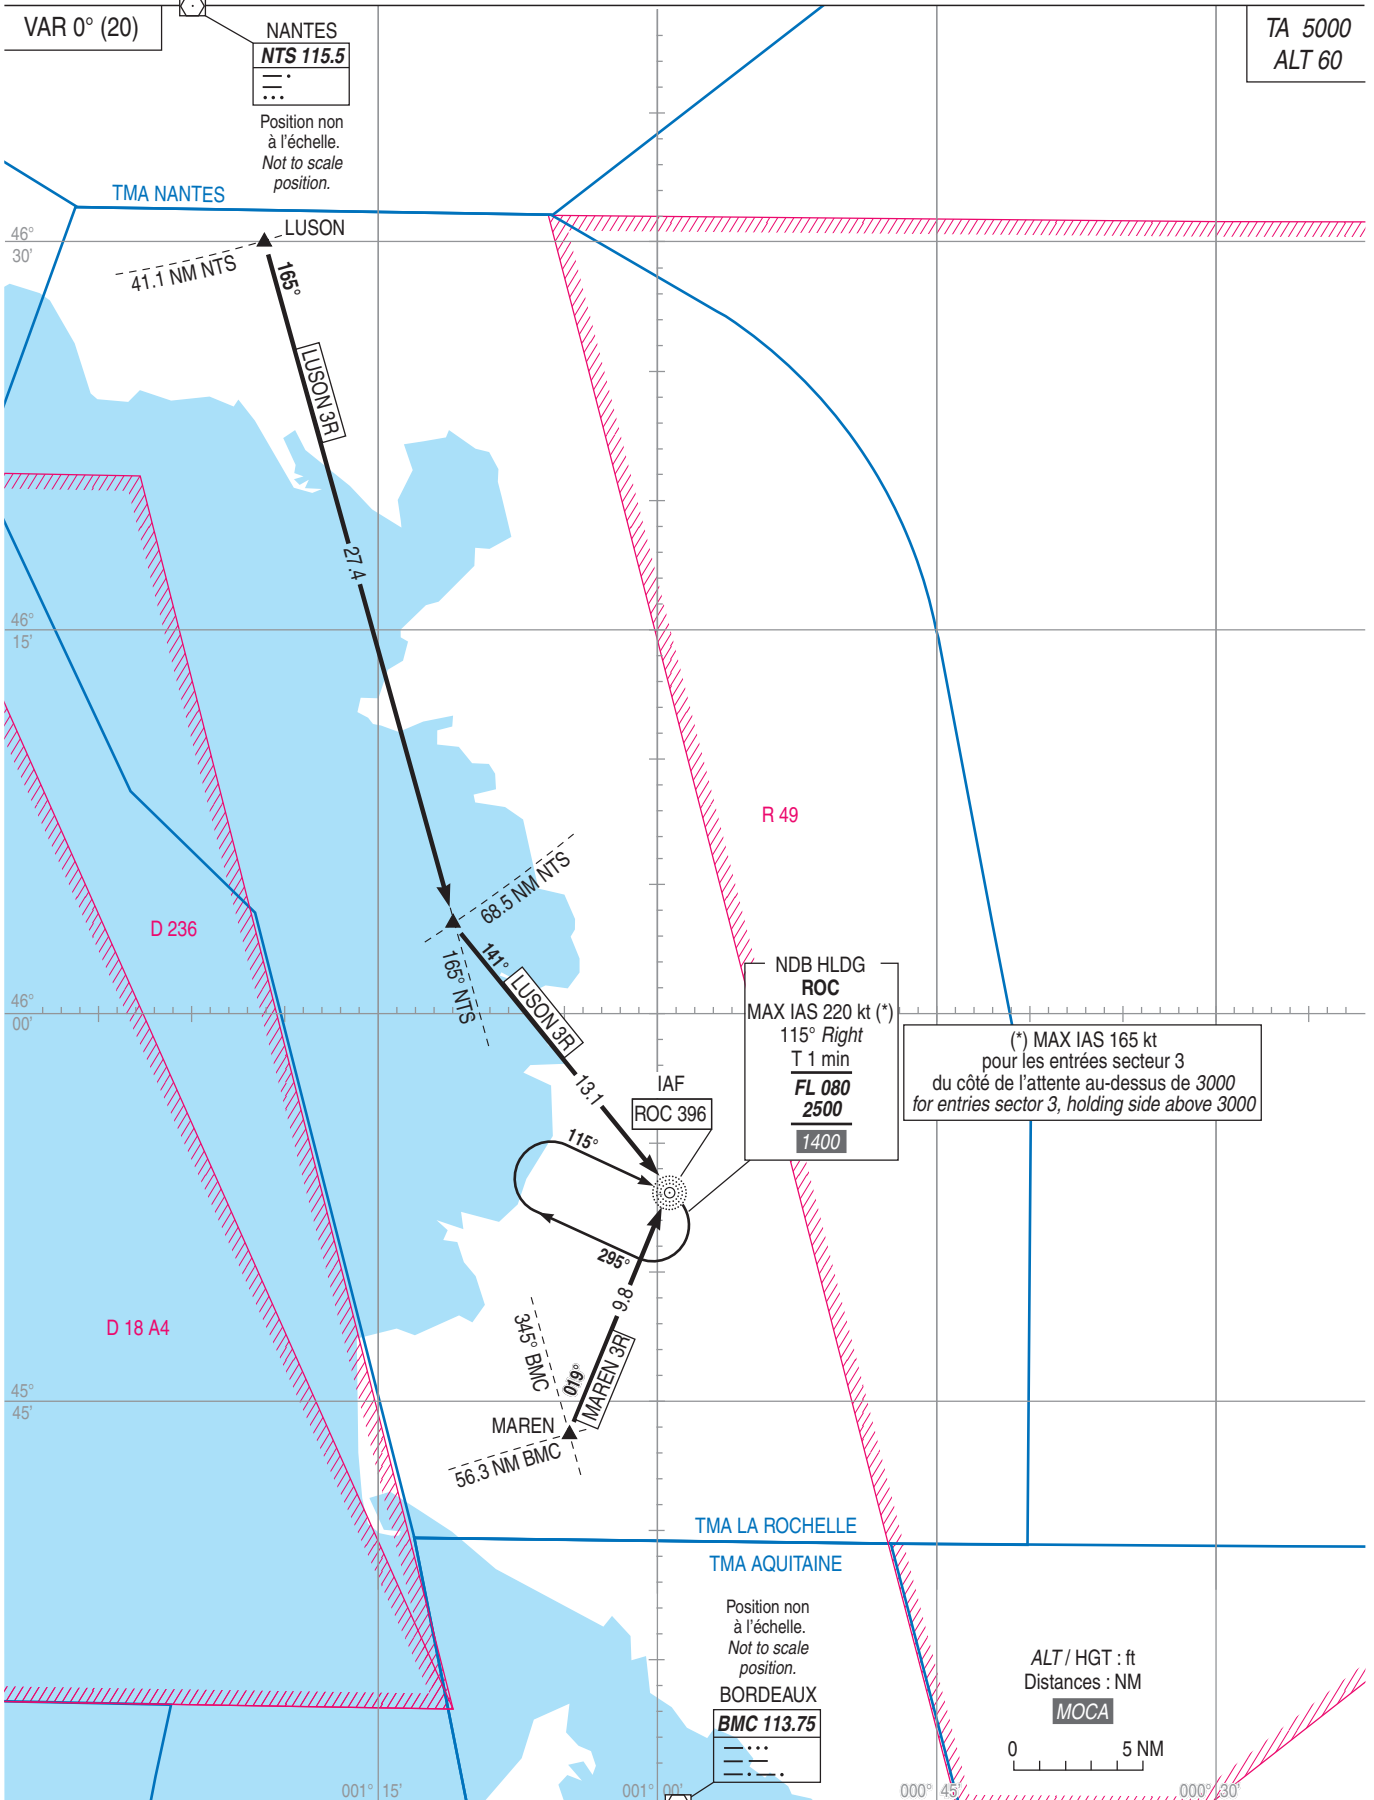 VAR 0° (20)
NANTES
NTS 115.5
Position non
à l'échelle.
Not to scale
position.
TA 5000
ALT 60
TMA NANTES
46°
30'
LUSON
41.1 NM NTS
165°
LUSON 3R
27.4
46°
15'
R 49
68.5 NM NTS
D 236
141°
165° NTS
LUSON 3R
13.1
46°
00'
NDB HLDG
ROC
MAX IAS 220 kt (*)
115° Right
T 1 min
FL 080
2500
1400
(*) MAX IAS 165 kt
pour les entrées secteur 3
du côté de l'attente au-dessus de 3000
for entries sector 3, holding side above 3000
IAF
ROC 396
115°
295°
9.8
D 18 A4
345° BMC
019°
MAREN 3R
45°
45'
MAREN
56.3 NM BMC
TMA LA ROCHELLE
TMA AQUITAINE
Position non
à l'échelle.
Not to scale
position.
BORDEAUX
BMC 113.75
ALT / HGT : ft
Distances : NM
MOCA
0 5 NM
001° 15'
001° 00'
000° 45'
000° 30'